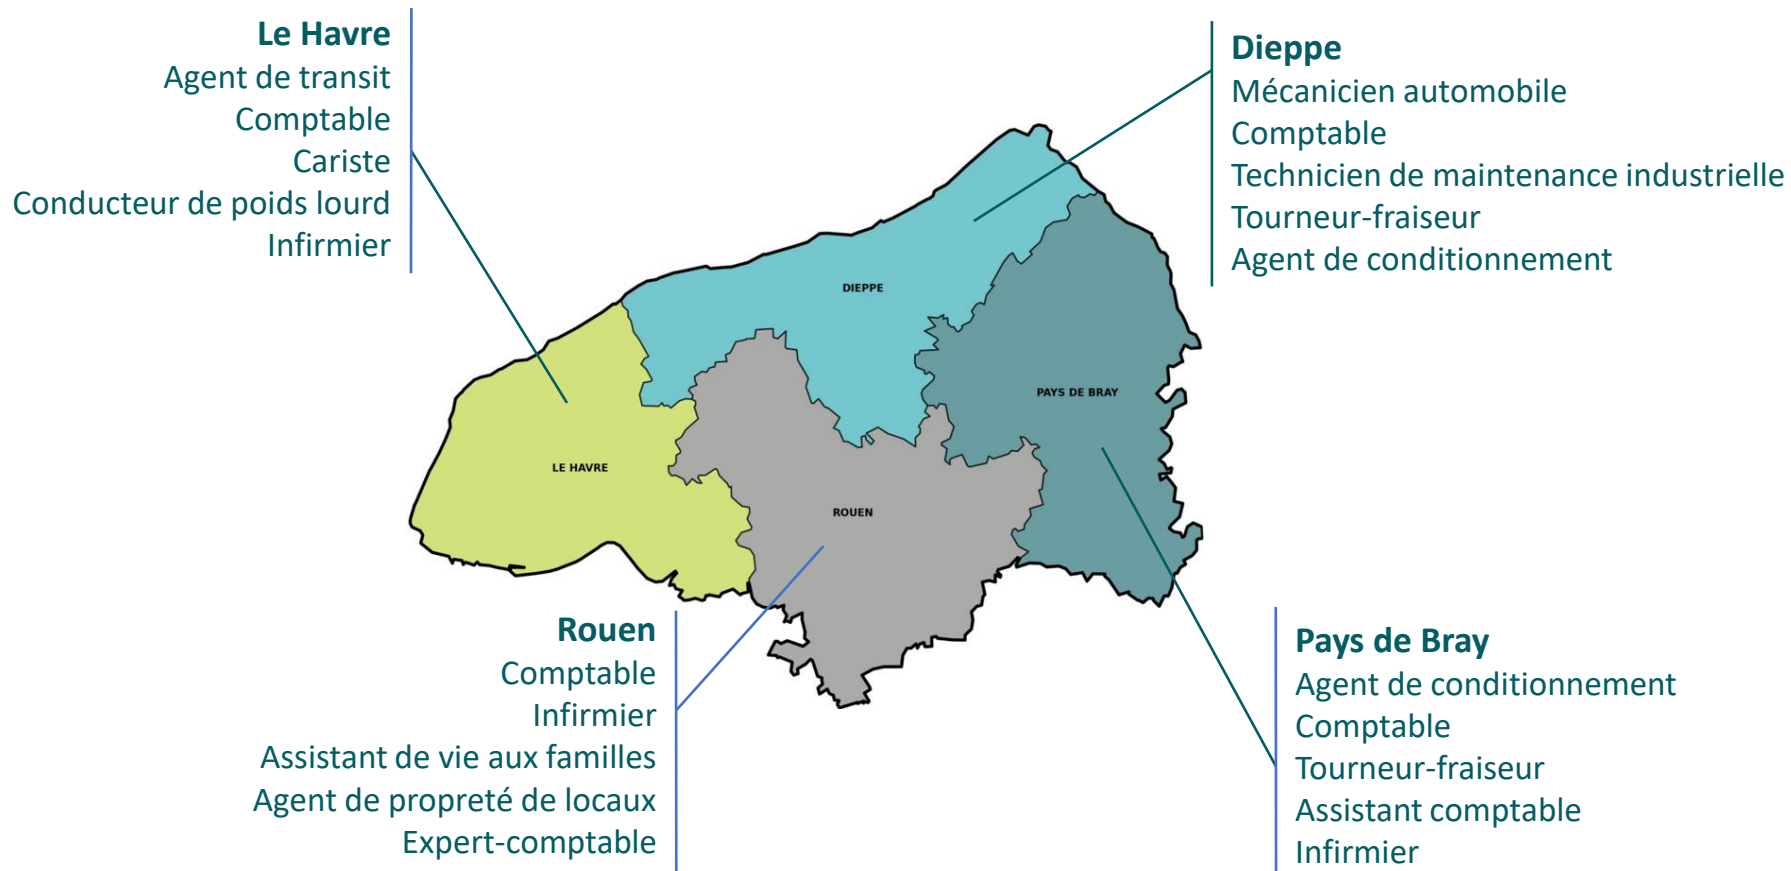 Le Havre
Agent de transit
Comptable
Cariste
Conducteur de poids lourd
Infirmier
Dieppe
Mécanicien automobile
Comptable
Technicien de maintenance industrielle
Tourneur-fraiseur
Agent de conditionnement
DIEPPE
PAYS DE BRAY
LE HAVRE
ROUEN
Rouen
Comptable
Infirmier
Assistant de vie aux familles
Agent de propreté de locaux
Expert-comptable
Pays de Bray
Agent de conditionnement
Comptable
Tourneur-fraiseur
Assistant comptable
Infirmier